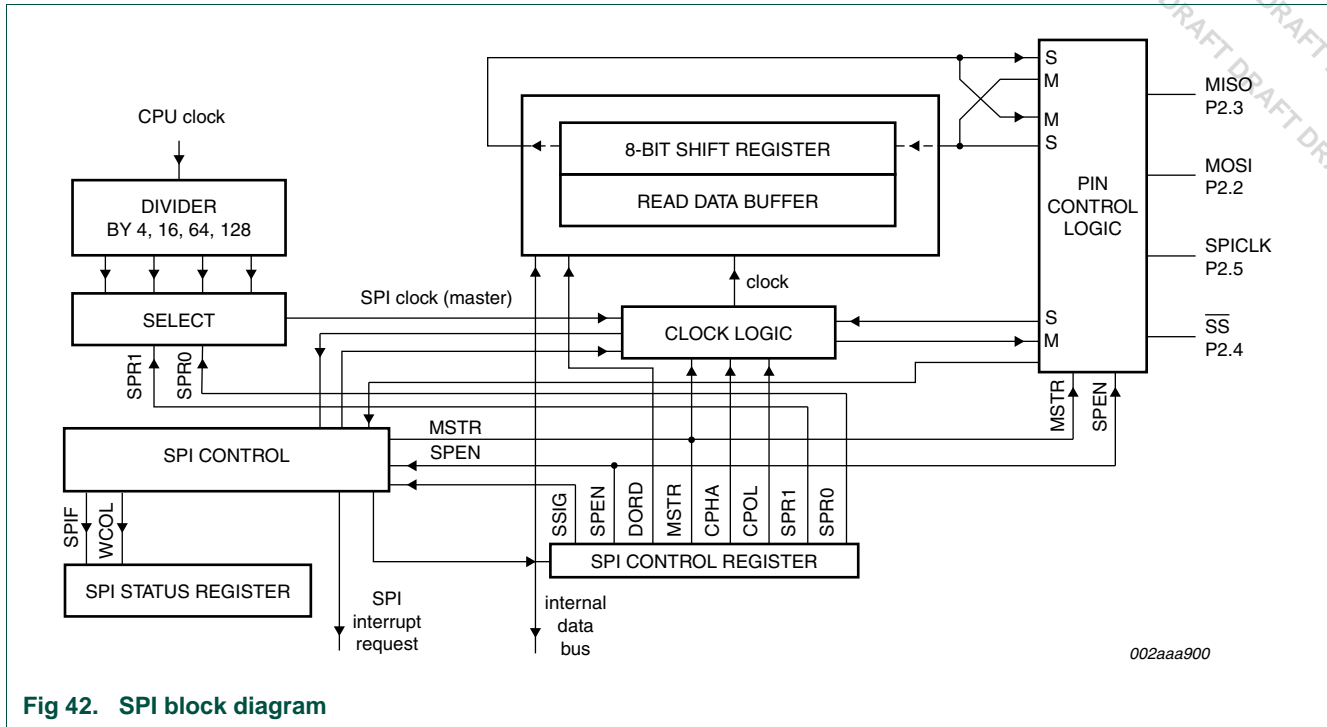 DRAFT DRAFT
DRAFT DRAFT DRAFT
CPU clock
DIVIDER
BY 4, 16, 64, 128
SELECT
SPR1
SPR0
SPI clock (master)
8-BIT SHIFT REGISTER
READ DATA BUFFER
clock
CLOCK LOGIC
S
M
M
S
PIN
CONTROL
LOGIC
S
M
MISO
P2.3
MOSI
P2.2
SPICLK
P2.5
SS
P2.4
MSTR
SPEN
SPI CONTROL
MSTR
SPEN
SPIF
WCOL
SPI STATUS REGISTER
SPI
interrupt
request
SSIG
SPEN
DORD
MSTR
CPHA
CPOL
SPR1
SPR0
SPI CONTROL REGISTER
internal
data
bus
002aaa900
Fig 42. SPI block diagram